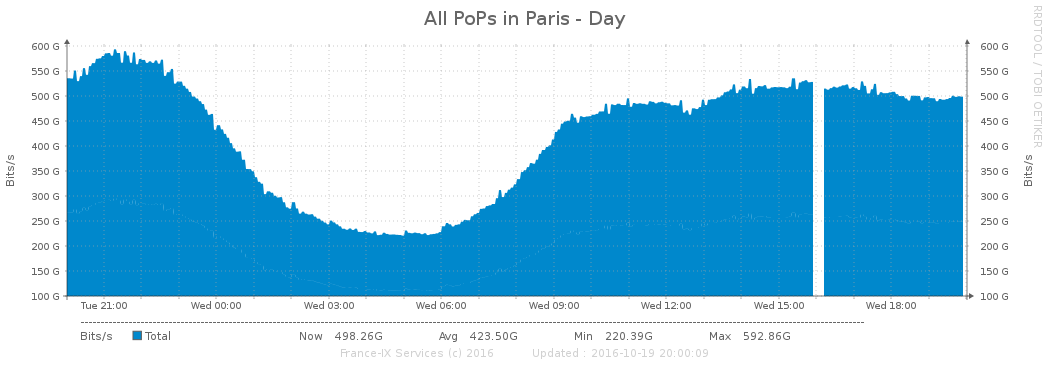 All PoPs in Paris - Day
RRDTOOL / TOBI OETIKER
Bits/s
600 G
550 G
500 G
450 G
400 G
350 G
300 G
250 G
200 G
150 G
100 G
600 G
550 G
500 G
450 G
400 G
350 G
300 G
250 G
200 G
150 G
100 G
Bits/s
Tue 21:00 Wed 00:00 Wed 03:00 Wed 06:00 Wed 09:00 Wed 12:00 Wed 15:00 Wed 18:00
Bits/s Total Now 498.26G Avg 423.50G Min 220.39G Max 592.86G
France-IX Services (c) 2016 Updated : 2016-10-19 20:00:09